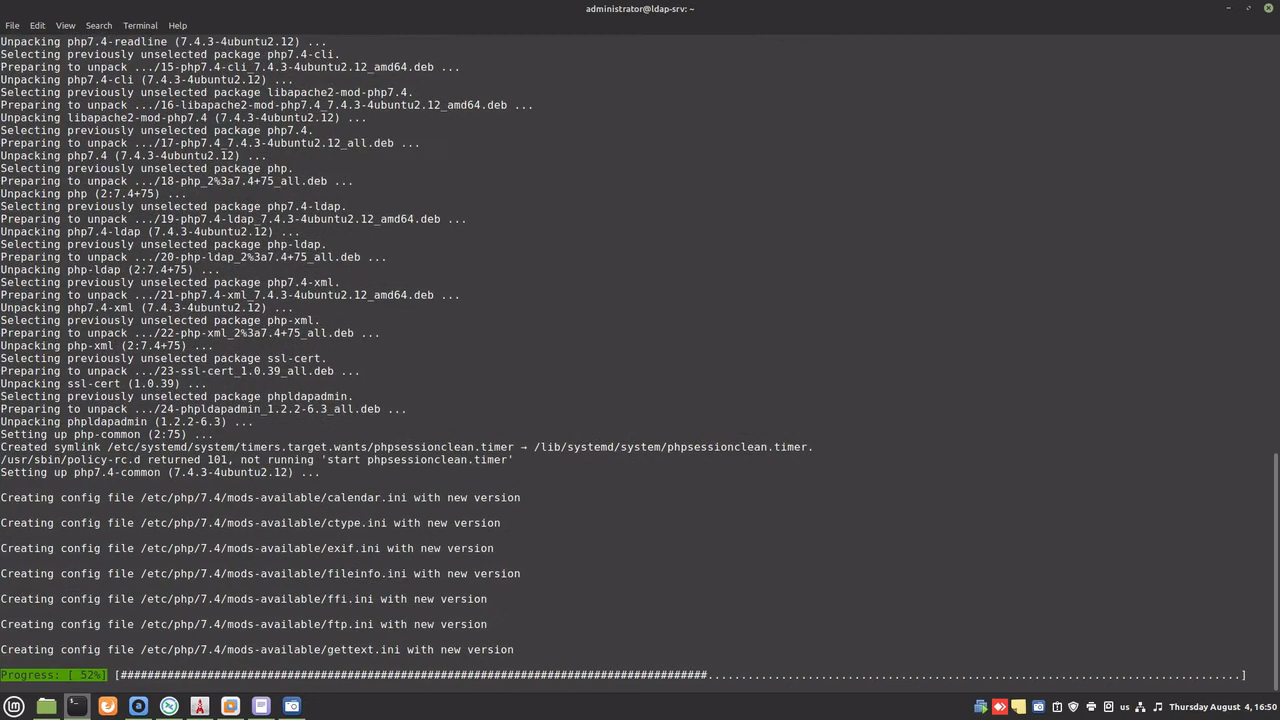 administrator@ldap-srv: ~
File Edit View Search Terminal Help
Unpacking php7.4-readline (7.4.3-4ubuntu2.12) ...
Selecting previously unselected package php7.4-cli.
Preparing to unpack .../15-php7.4-cli_7.4.3-4ubuntu2.12_amd64.deb ...
Unpacking php7.4-cli (7.4.3-4ubuntu2.12) ...
Selecting previously unselected package libapache2-mod-php7.4.
Preparing to unpack .../16-libapache2-mod-php7.4_7.4.3-4ubuntu2.12_amd64.deb ...
Unpacking libapache2-mod-php7.4 (7.4.3-4ubuntu2.12) ...
Selecting previously unselected package php7.4.
Preparing to unpack .../17-php7.4_7.4.3-4ubuntu2.12_all.deb ...
Unpacking php7.4 (7.4.3-4ubuntu2.12) ...
Selecting previously unselected package php.
Preparing to unpack .../18-php_2%3a7.4+75_all.deb ...
Unpacking php (2:7.4+75) ...
Selecting previously unselected package php7.4-ldap.
Preparing to unpack .../19-php7.4-ldap_7.4.3-4ubuntu2.12_amd64.deb ...
Unpacking php7.4-ldap (7.4.3-4ubuntu2.12) ...
Selecting previously unselected package php-ldap.
Preparing to unpack .../20-php-ldap_2%3a7.4+75_all.deb ...
Unpacking php-ldap (2:7.4+75) ...
Selecting previously unselected package php7.4-xml.
Preparing to unpack .../21-php7.4-xml_7.4.3-4ubuntu2.12_amd64.deb ...
Unpacking php7.4-xml (7.4.3-4ubuntu2.12) ...
Selecting previously unselected package php-xml.
Preparing to unpack .../22-php-xml_2%3a7.4+75_all.deb ...
Unpacking php-xml (2:7.4+75) ...
Selecting previously unselected package ssl-cert.
Preparing to unpack .../23-ssl-cert_1.0.39_all.deb ...
Unpacking ssl-cert (1.0.39) ...
Selecting previously unselected package phpldapadmin.
Preparing to unpack .../24-phpldapadmin_1.2.2-6.3_all.deb ...
Unpacking phpldapadmin (1.2.2-6.3) ...
Setting up php-common (2:75) ...
Created symlink /etc/systemd/system/timers.target.wants/phpsessionclean.timer → /lib/systemd/system/phpsessionclean.timer.
/usr/sbin/policy-rc.d returned 101, not running 'start phpsessionclean.timer'
Setting up php7.4-common (7.4.3-4ubuntu2.12) ...
Creating config file /etc/php/7.4/mods-available/calendar.ini with new version
Creating config file /etc/php/7.4/mods-available/ctype.ini with new version
Creating config file /etc/php/7.4/mods-available/exif.ini with new version
Creating config file /etc/php/7.4/mods-available/fileinfo.ini with new version
Creating config file /etc/php/7.4/mods-available/ffi.ini with new version
Creating config file /etc/php/7.4/mods-available/ftp.ini with new version
Creating config file /etc/php/7.4/mods-available/gettext.ini with new version
Progress: [ 52%] [########################################################################################................................................................................]
us Thursday August 4, 16:50